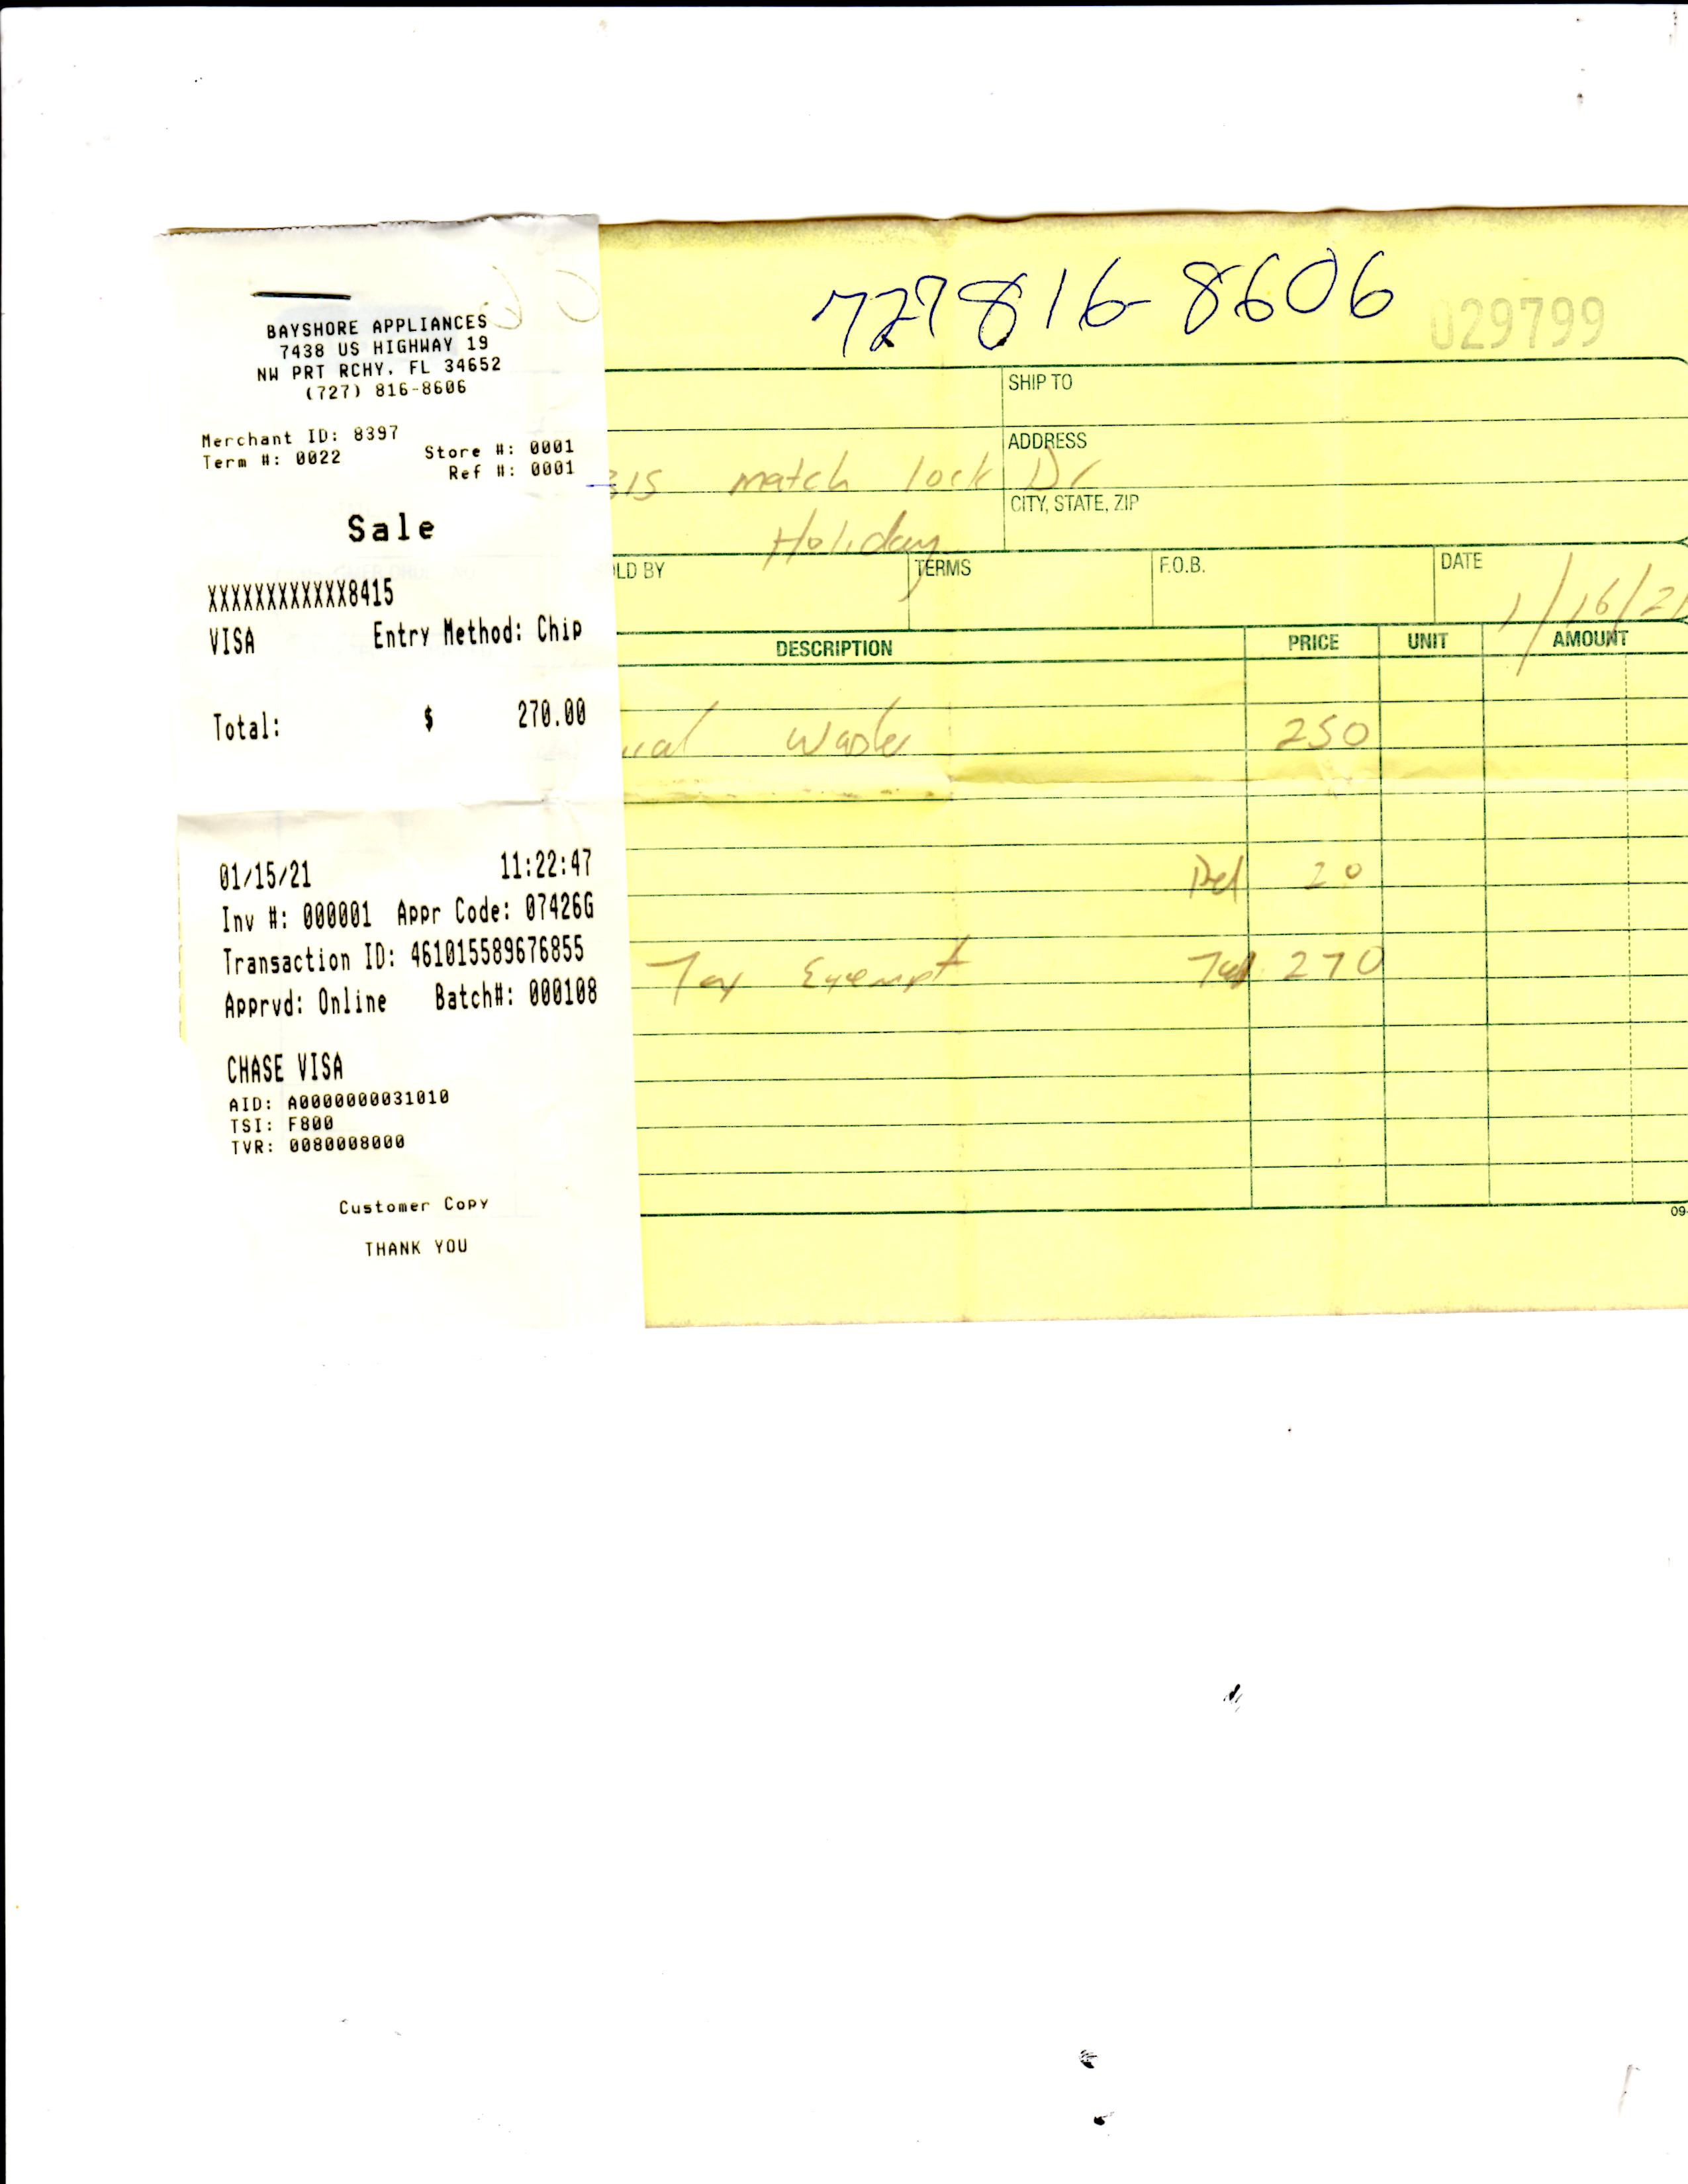 BAYSHORE APPLIANCES
7438 US HIGHWAY 19
NW PRT RCHY, FL 34652
(727) 816-8606
Merchant ID: 8397
Term #: 0022 Store #: 0001
Ref #: 0001
Sale
XXXXXXXXXXXX8415
VISA Entry Method: Chip
Total: $ 270.00
01/15/21 11:22:47
Inv #: 000001 Appr Code: 07426G
Transaction ID: 461015589676855
Apprvd: Online Batch#: 000108
CHASE VISA
AID: A0000000031010
TSI: F800
TVR: 0080008000
Customer Copy
THANK YOU
727 816-8606
029799
SHIP TO
ADDRESS
315 match lock Dr
CITY, STATE, ZIP
Holiday
LD BY TERMS F.O.B. DATE
1/16/21
DESCRIPTION PRICE UNIT AMOUNT
Washer 250
Del 20
Tax Exempt 270
09-